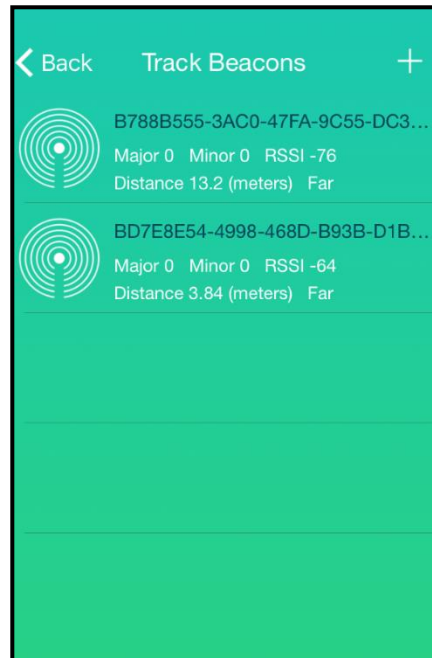 Back Track Beacons +
B788B555-3AC0-47FA-9C55-DC3...
Major 0 Minor 0 RSSI -76
Distance 13.2 (meters) Far
BD7E8E54-4998-468D-B93B-D1B...
Major 0 Minor 0 RSSI -64
Distance 3.84 (meters) Far